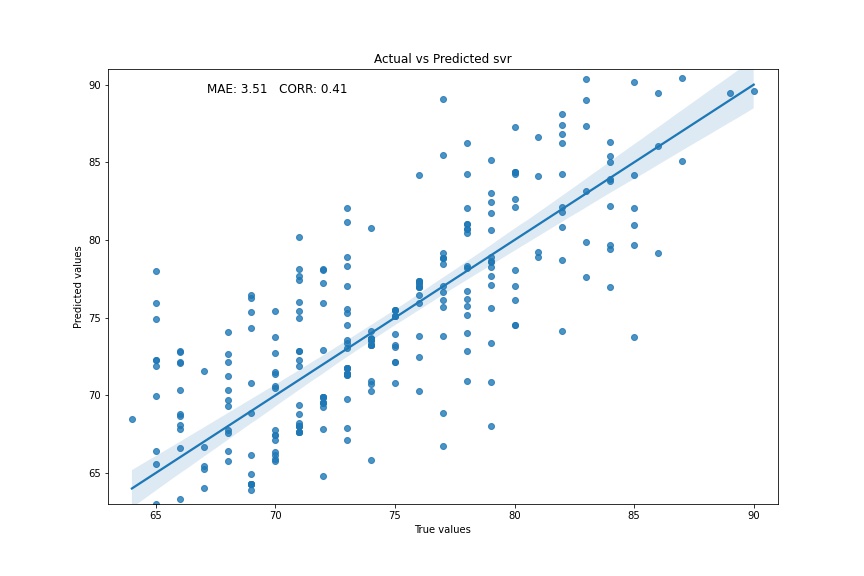 Actual vs Predicted svr
MAE: 3.51   CORR: 0.41
90
85
80
75
70
65
Predicted values
65 70 75 80 85 90
True values